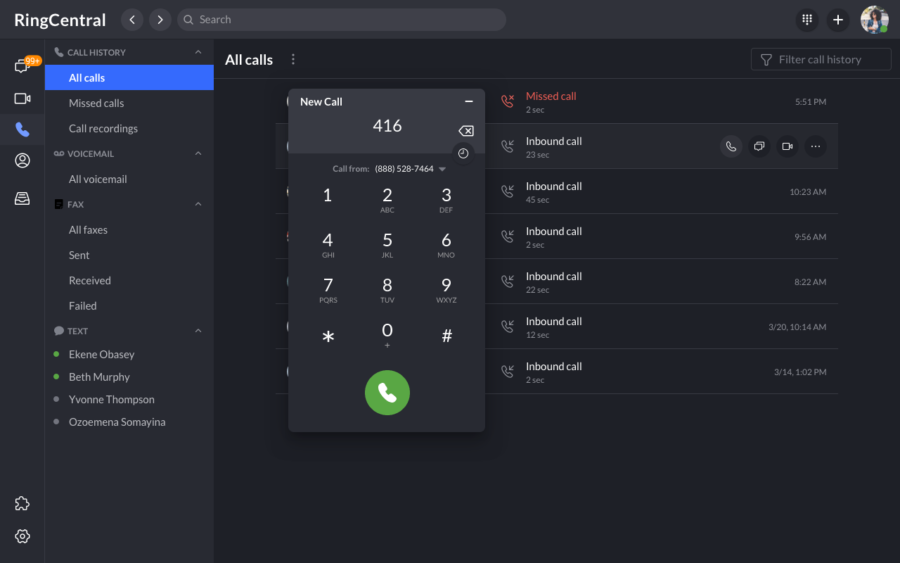 RingCentral
Search
99+
CALL HISTORY
All calls
Missed calls
Call recordings
VOICEMAIL
All voicemail
FAX
All faxes
Sent
Received
Failed
TEXT
Ekene Obasey
Beth Murphy
Yvonne Thompson
Ozoemena Somayina
All calls
Filter call history
New Call
416
Call from: (888) 528-7464
1 2 3
ABC DEF
4 5 6
GHI JKL MNO
7 8 9
PQRS TUV WXYZ
* 0 #
+
Missed call 5:51 PM
2 sec
Inbound call
23 sec
Inbound call 10:23 AM
45 sec
Inbound call 9:56 AM
2 sec
Inbound call 8:22 AM
22 sec
Inbound call 3/20, 10:14 AM
12 sec
Inbound call 3/14, 1:02 PM
2 sec